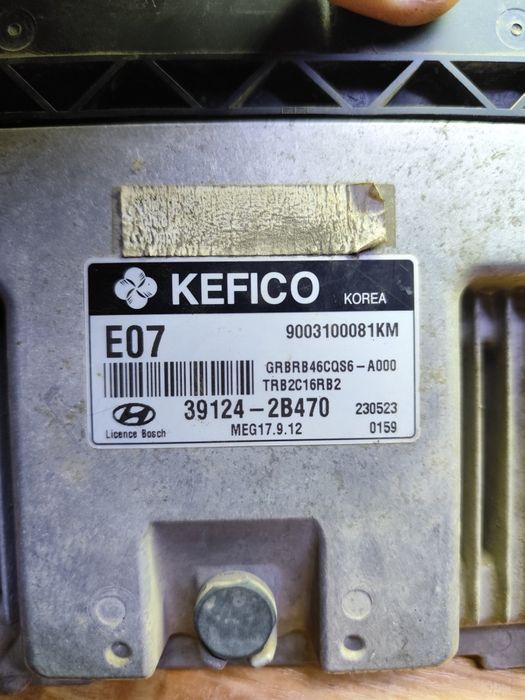 KEFICO KOREA
E07 9003100081KM
GRBRB46CQS6-A000
TRB2C16RB2
39124-2B470 230523
Licence Bosch MEG17.9.12 0159